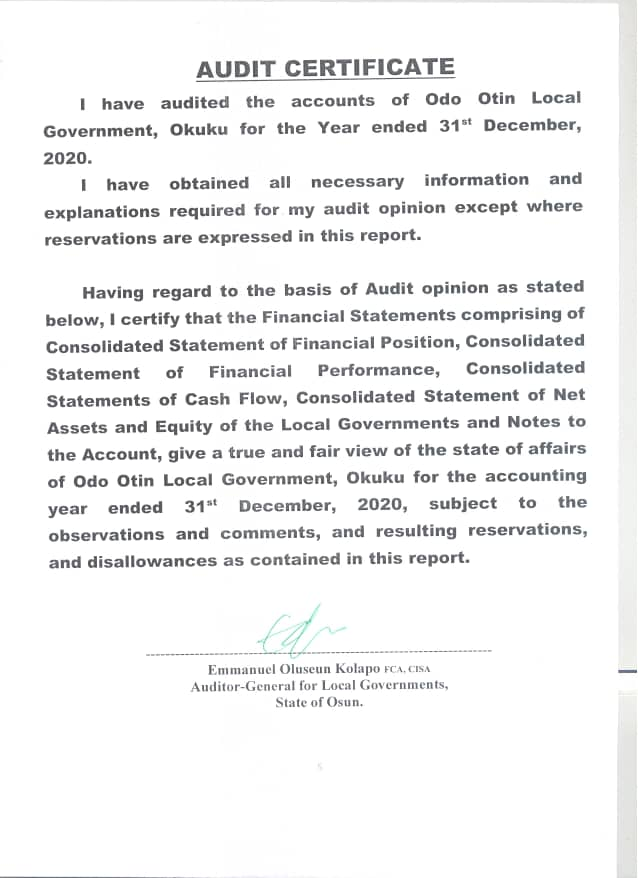 AUDIT CERTIFICATE
I have audited the accounts of Odo Otin Local
Government, Okuku for the Year ended 31st December,
2020.
I have obtained all necessary information and
explanations required for my audit opinion except where
reservations are expressed in this report.
Having regard to the basis of Audit opinion as stated
below, I certify that the Financial Statements comprising of
Consolidated Statement of Financial Position, Consolidated
Statement of Financial Performance, Consolidated
Statements of Cash Flow, Consolidated Statement of Net
Assets and Equity of the Local Governments and Notes to
the Account, give a true and fair view of the state of affairs
of Odo Otin Local Government, Okuku for the accounting
year ended 31st December, 2020, subject to the
observations and comments, and resulting reservations,
and disallowances as contained in this report.
Emmanuel Oluseun Kolapo FCA, CISA
Auditor-General for Local Governments,
State of Osun.
5